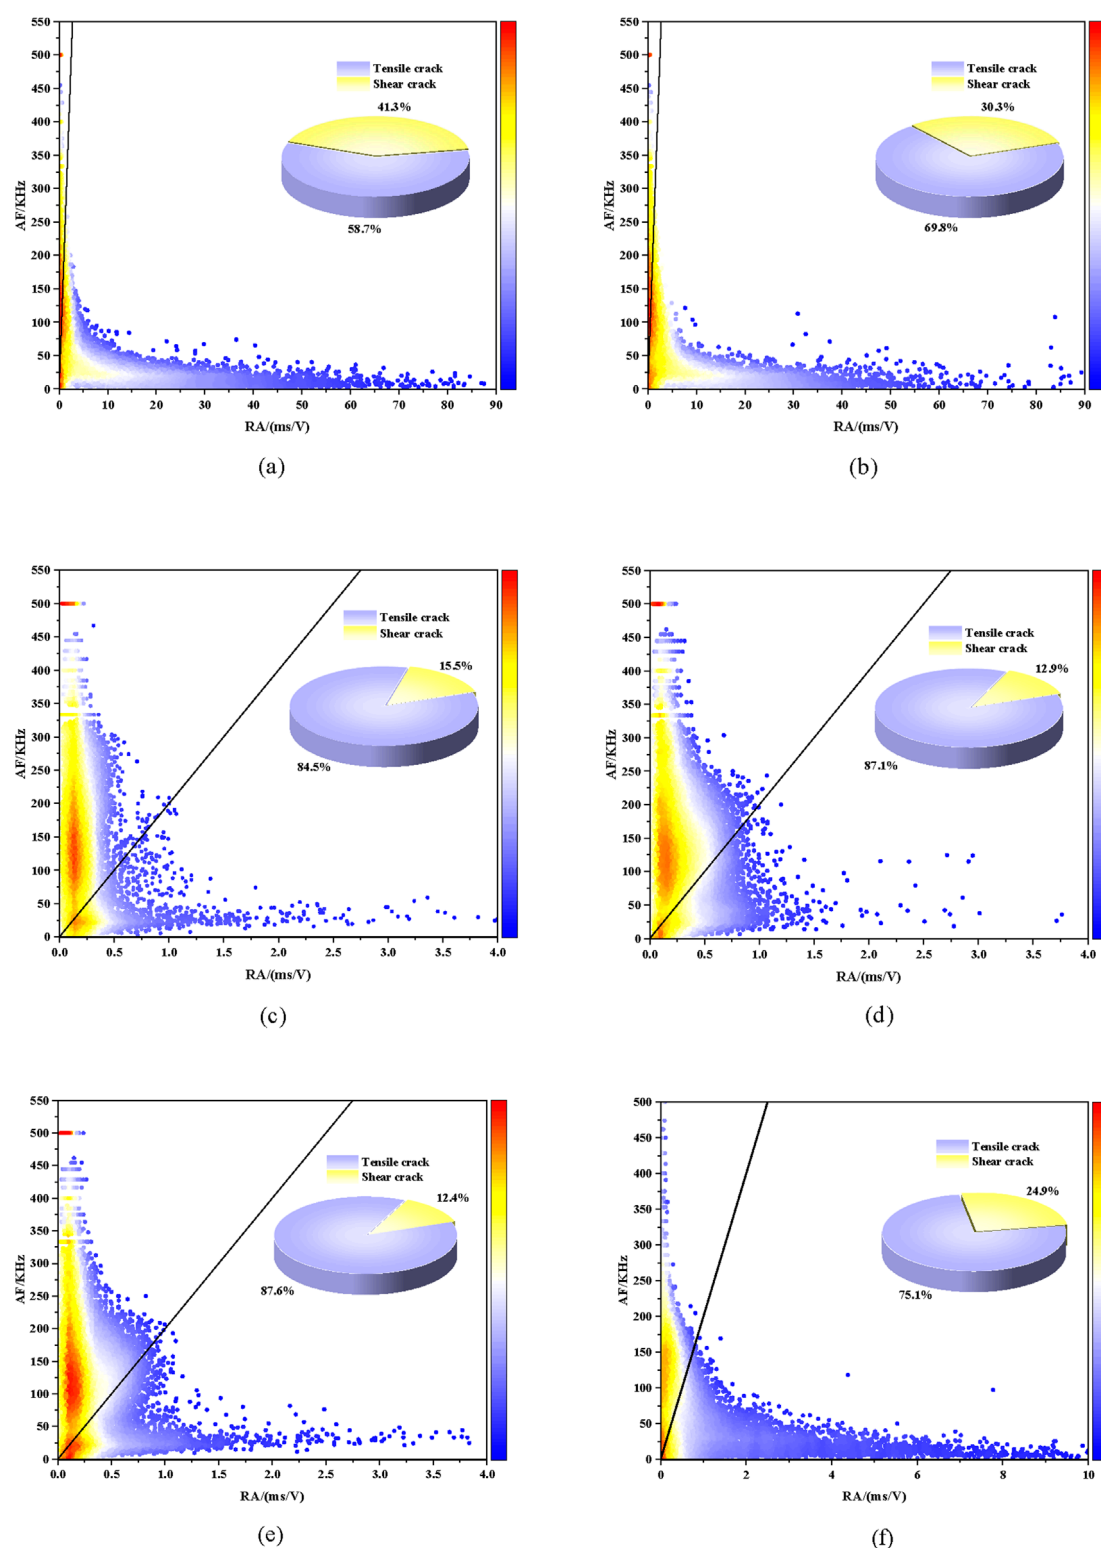 550
500
450
400
350
300
250
200
150
100
50
0
AF/KHz
Tensile crack
Shear crack
41.3%
58.7%
0 10 20 30 40 50 60 70 80 90
RA/(ms/V)
(a)
550
500
450
400
350
300
250
200
150
100
50
0
AF/KHz
Tensile crack
Shear crack
30.3%
69.8%
0 10 20 30 40 50 60 70 80 90
RA/(ms/V)
(b)
550
500
450
400
350
300
250
200
150
100
50
0
AF/KHz
Tensile crack
Shear crack
15.5%
84.5%
0.0 0.5 1.0 1.5 2.0 2.5 3.0 3.5 4.0
RA/(ms/V)
(c)
550
500
450
400
350
300
250
200
150
100
50
0
AF/KHz
Tensile crack
Shear crack
12.9%
87.1%
0.0 0.5 1.0 1.5 2.0 2.5 3.0 3.5 4.0
RA/(ms/V)
(d)
550
500
450
400
350
300
250
200
150
100
50
0
AF/KHz
Tensile crack
Shear crack
12.4%
87.6%
0.0 0.5 1.0 1.5 2.0 2.5 3.0 3.5 4.0
RA/(ms/V)
(e)
500
450
400
350
300
250
200
150
100
50
0
AF/KHz
Tensile crack
Shear crack
24.9%
75.1%
0 2 4 6 8 10
RA/(ms/V)
(f)